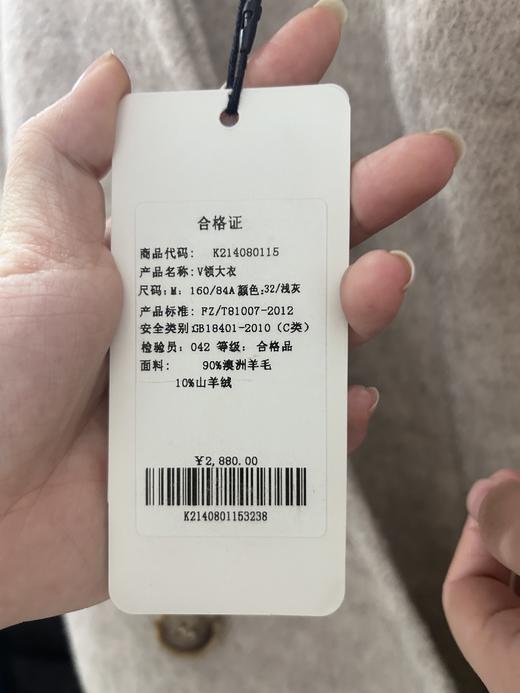 合格证
商品代码: K214080115
产品名称:V领大衣
尺码:M: 160/84A 颜色:32/浅灰
产品标准: FZ/T81007-2012
安全类别:GB18401-2010 (C类)
检验员: 042 等级: 合格品
面料: 90%澳洲羊毛
10%山羊绒
¥2,880.00
K2140801153238